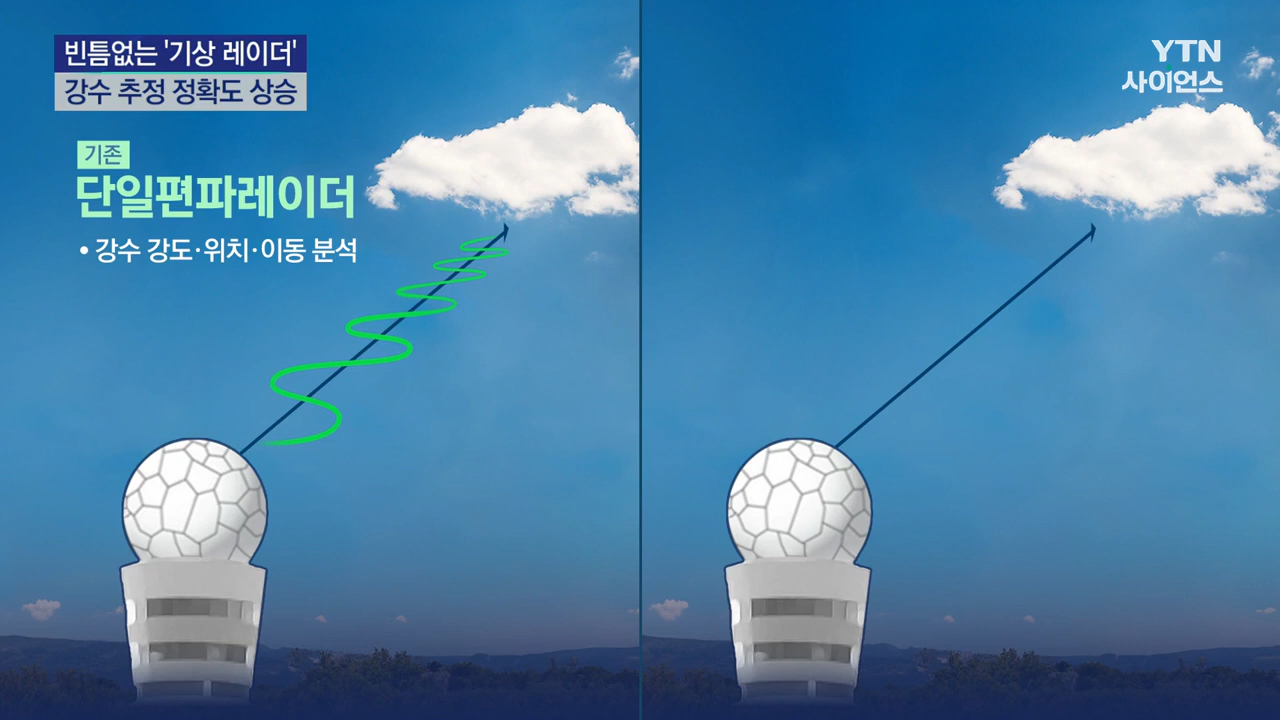 빈틈없는 '기상 레이더'
강수 추정 정확도 상승
YTN
사이언스
기존
단일편파레이더
• 강수 강도·위치·이동 분석